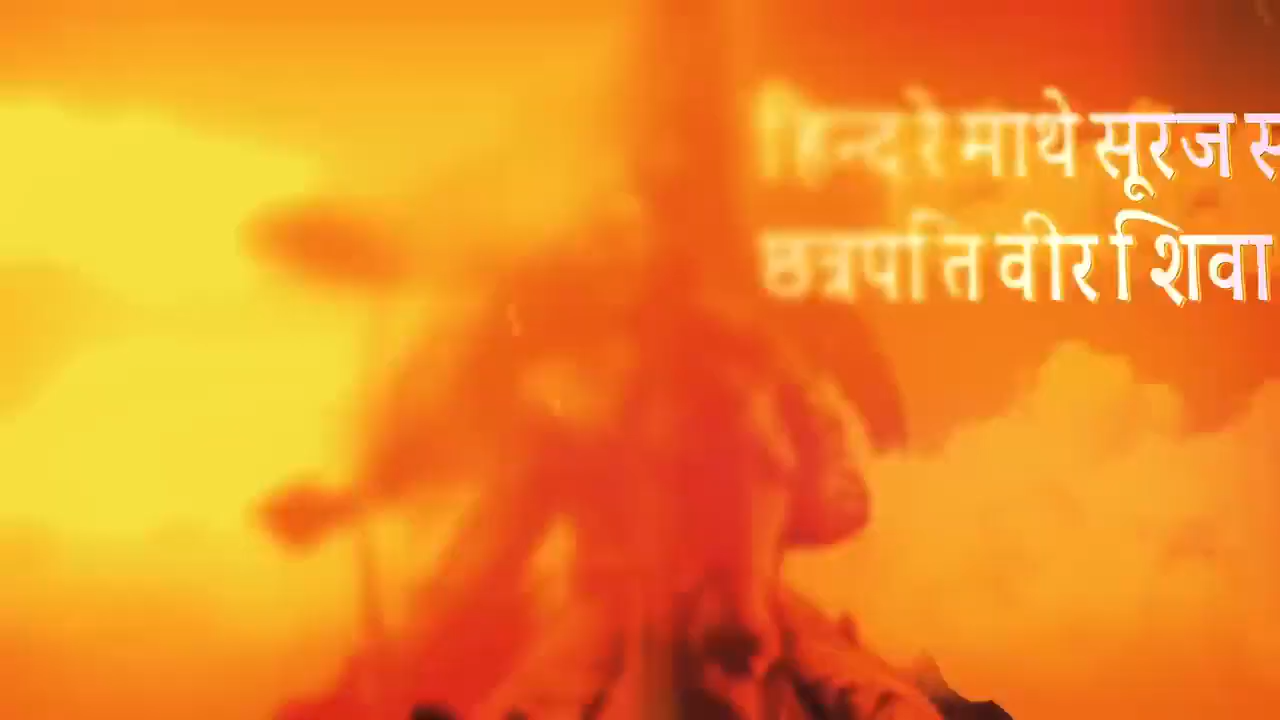 हिन्द रे माथे सूरज स
छत्रपति वीर शिवा